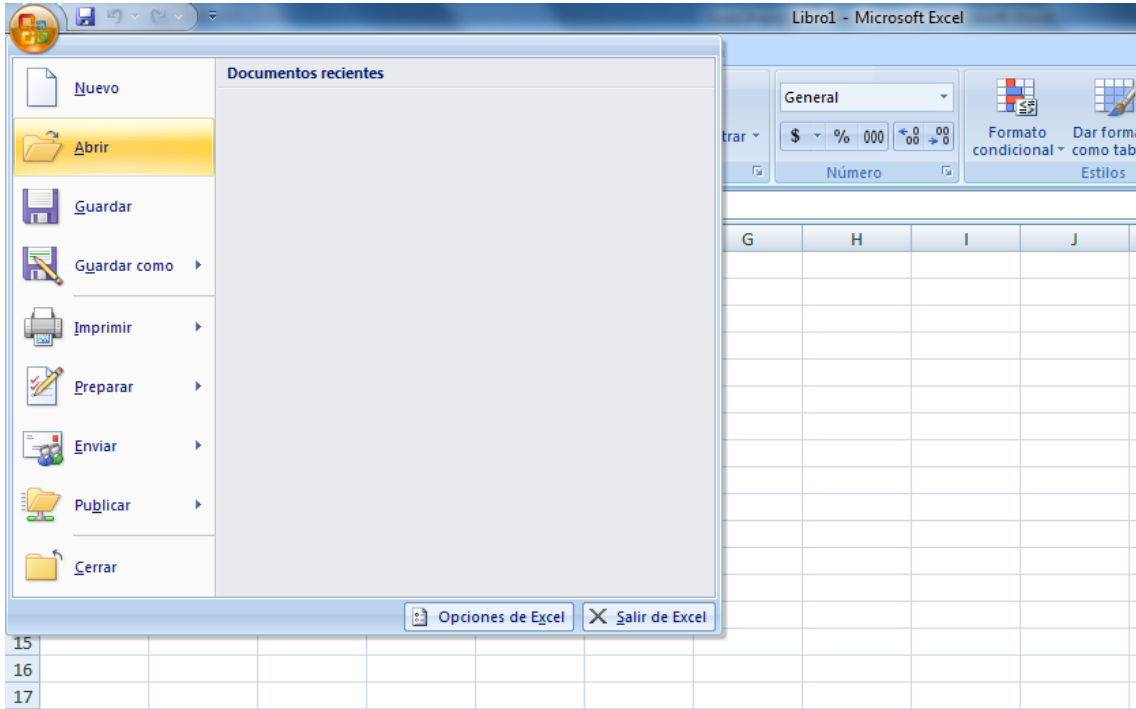 Libro1 - Microsoft Excel
Nuevo
Abrir
Guardar
Guardar como
Imprimir
Preparar
Enviar
Publicar
Cerrar
Documentos recientes
Opciones de Excel
Salir de Excel
General
$ % 000
Número
Formato
condicional
Estilos
G H I J
15
16
17